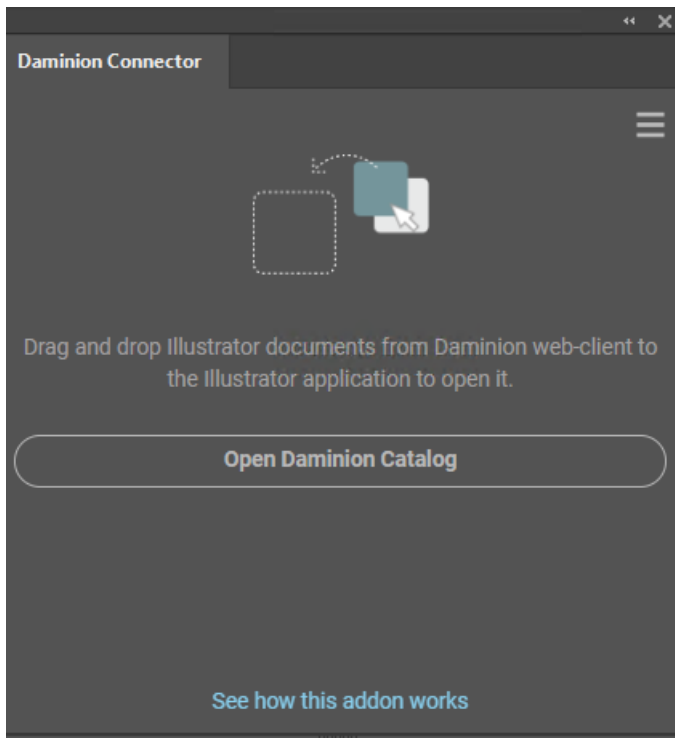 Daminion Connector
Drag and drop Illustrator documents from Daminion web-client to
the Illustrator application to open it.
Open Daminion Catalog
See how this addon works